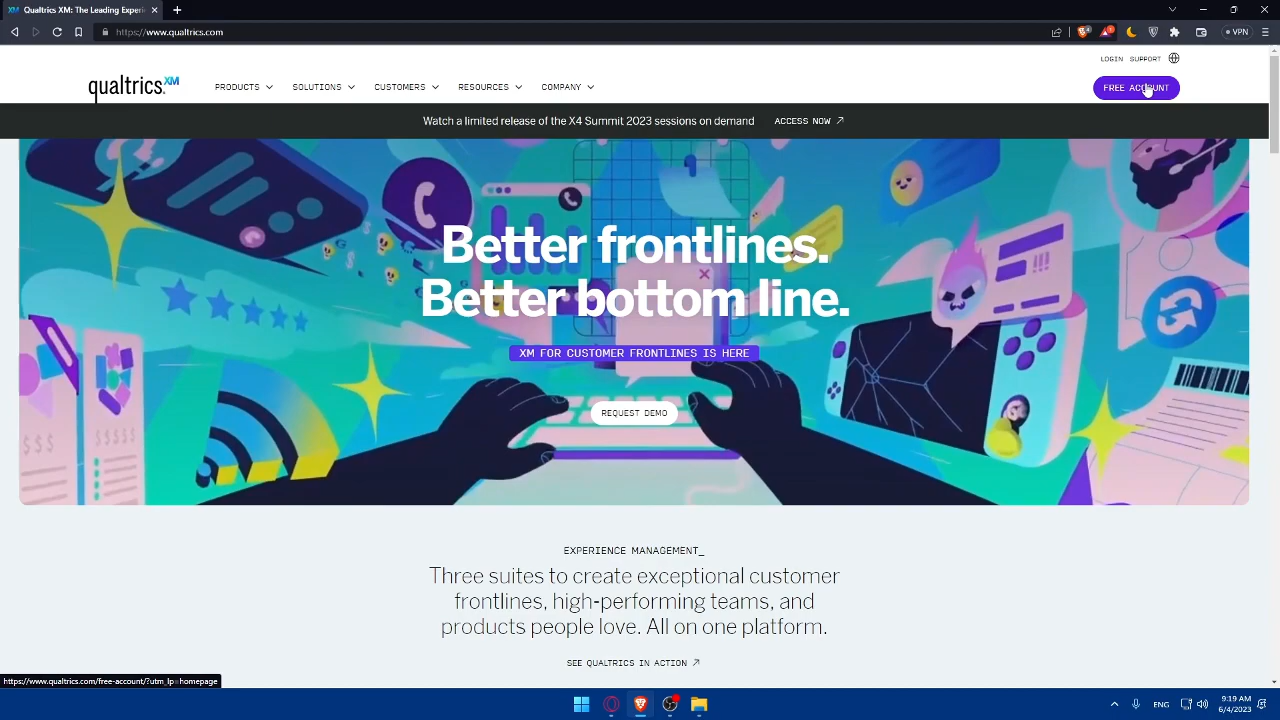 Qualtrics XM: The Leading Experi
https://www.qualtrics.com
VPN
LOGIN SUPPORT
qualtrics.XM
PRODUCTS SOLUTIONS CUSTOMERS RESOURCES COMPANY
FREE ACCOUNT
Watch a limited release of the X4 Summit 2023 sessions on demand ACCESS NOW
Better frontlines.
Better bottom line.
XM FOR CUSTOMER FRONTLINES IS HERE
REQUEST DEMO
$$$
$$$$
EXPERIENCE MANAGEMENT_
Three suites to create exceptional customer
frontlines, high-performing teams, and
products people love. All on one platform.
SEE QUALTRICS IN ACTION
https://www.qualtrics.com/free-account/?utm_lp=homepage
ENG
9:19 AM
6/4/2023